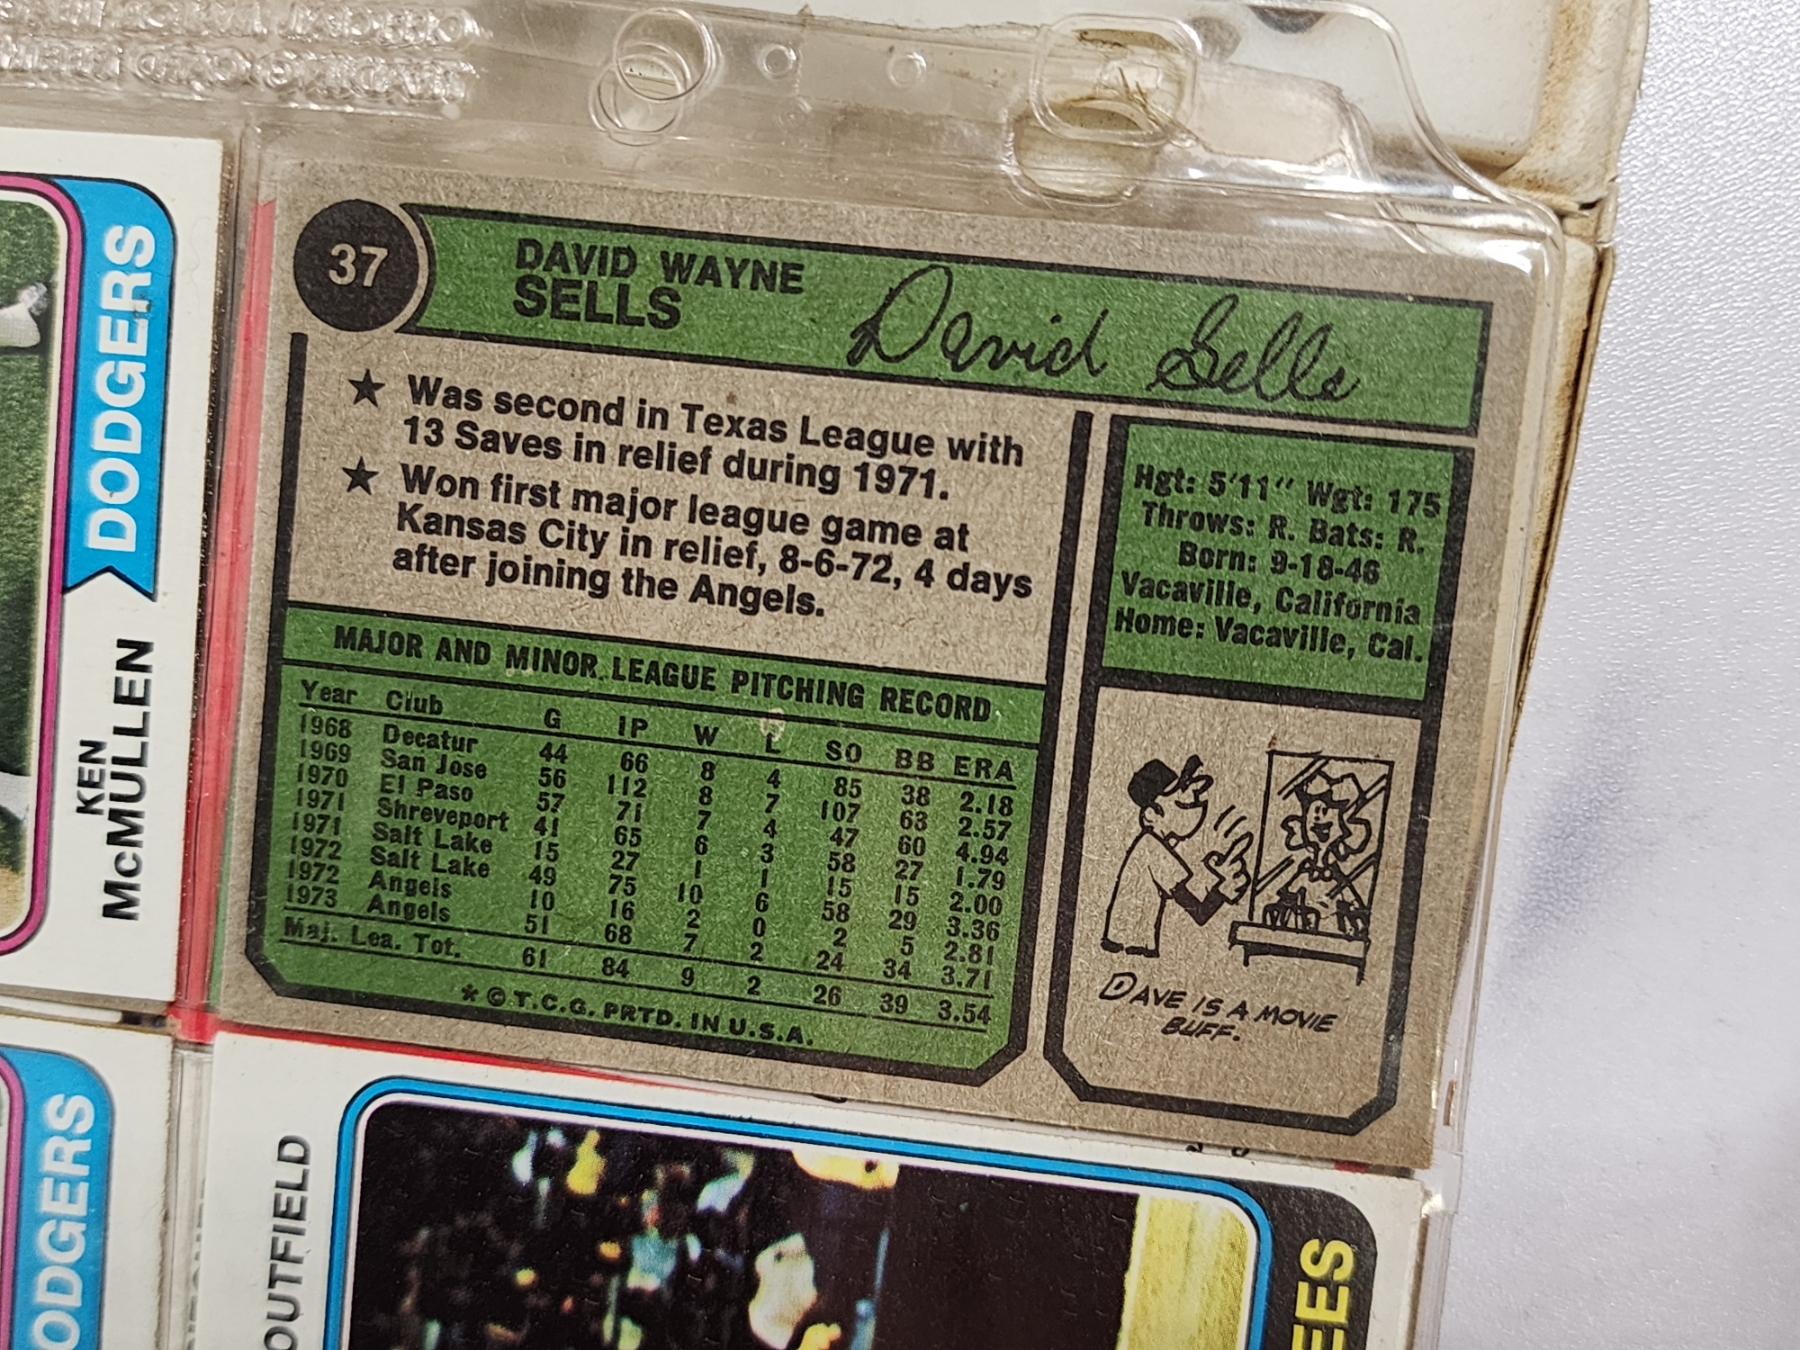 DODGERS
KEN
McMULLEN
37
DAVID WAYNE
SELLS
David Sells
★ Was second in Texas League with
13 Saves in relief during 1971.
★ Won first major league game at
Kansas City in relief, 8-6-72, 4 days
after joining the Angels.
Hgt: 5'11" Wgt: 175
Throws: R. Bats: R.
Born: 9-18-46
Vacaville, California
Home: Vacaville, Cal.
MAJOR AND MINOR LEAGUE PITCHING RECORD
Year Club G IP W L SO BB ERA
1968 Decatur 44 66 8 4 85 38 2.18
1969 San Jose 56 112 8 7 107 63 2.57
1970 El Paso 57 71 7 4 47 60 4.94
1971 Shreveport 41 65 6 3 58 27 1.79
1971 Salt Lake 15 27 1 1 15 15 2.00
1972 Salt Lake 49 75 10 6 58 29 3.36
1972 Angels 10 16 2 0 2 5 2.81
1973 Angels 51 68 7 2 24 34 3.71
Maj. Lea. Tot. 61 84 9 2 26 39 3.54
* © T.C.G. PRTD. IN U.S.A.
DAVE IS A MOVIE
BUFF.
ODGERS
OUTFIELD
EES